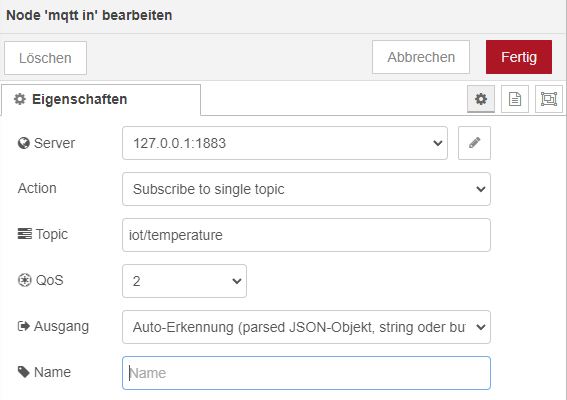 Node 'mqtt in' bearbeiten
Löschen Abbrechen Fertig
Eigenschaften
Server 127.0.0.1:1883
Action Subscribe to single topic
Topic iot/temperature
QoS 2
Ausgang Auto-Erkennung (parsed JSON-Objekt, string oder bu
Name Name